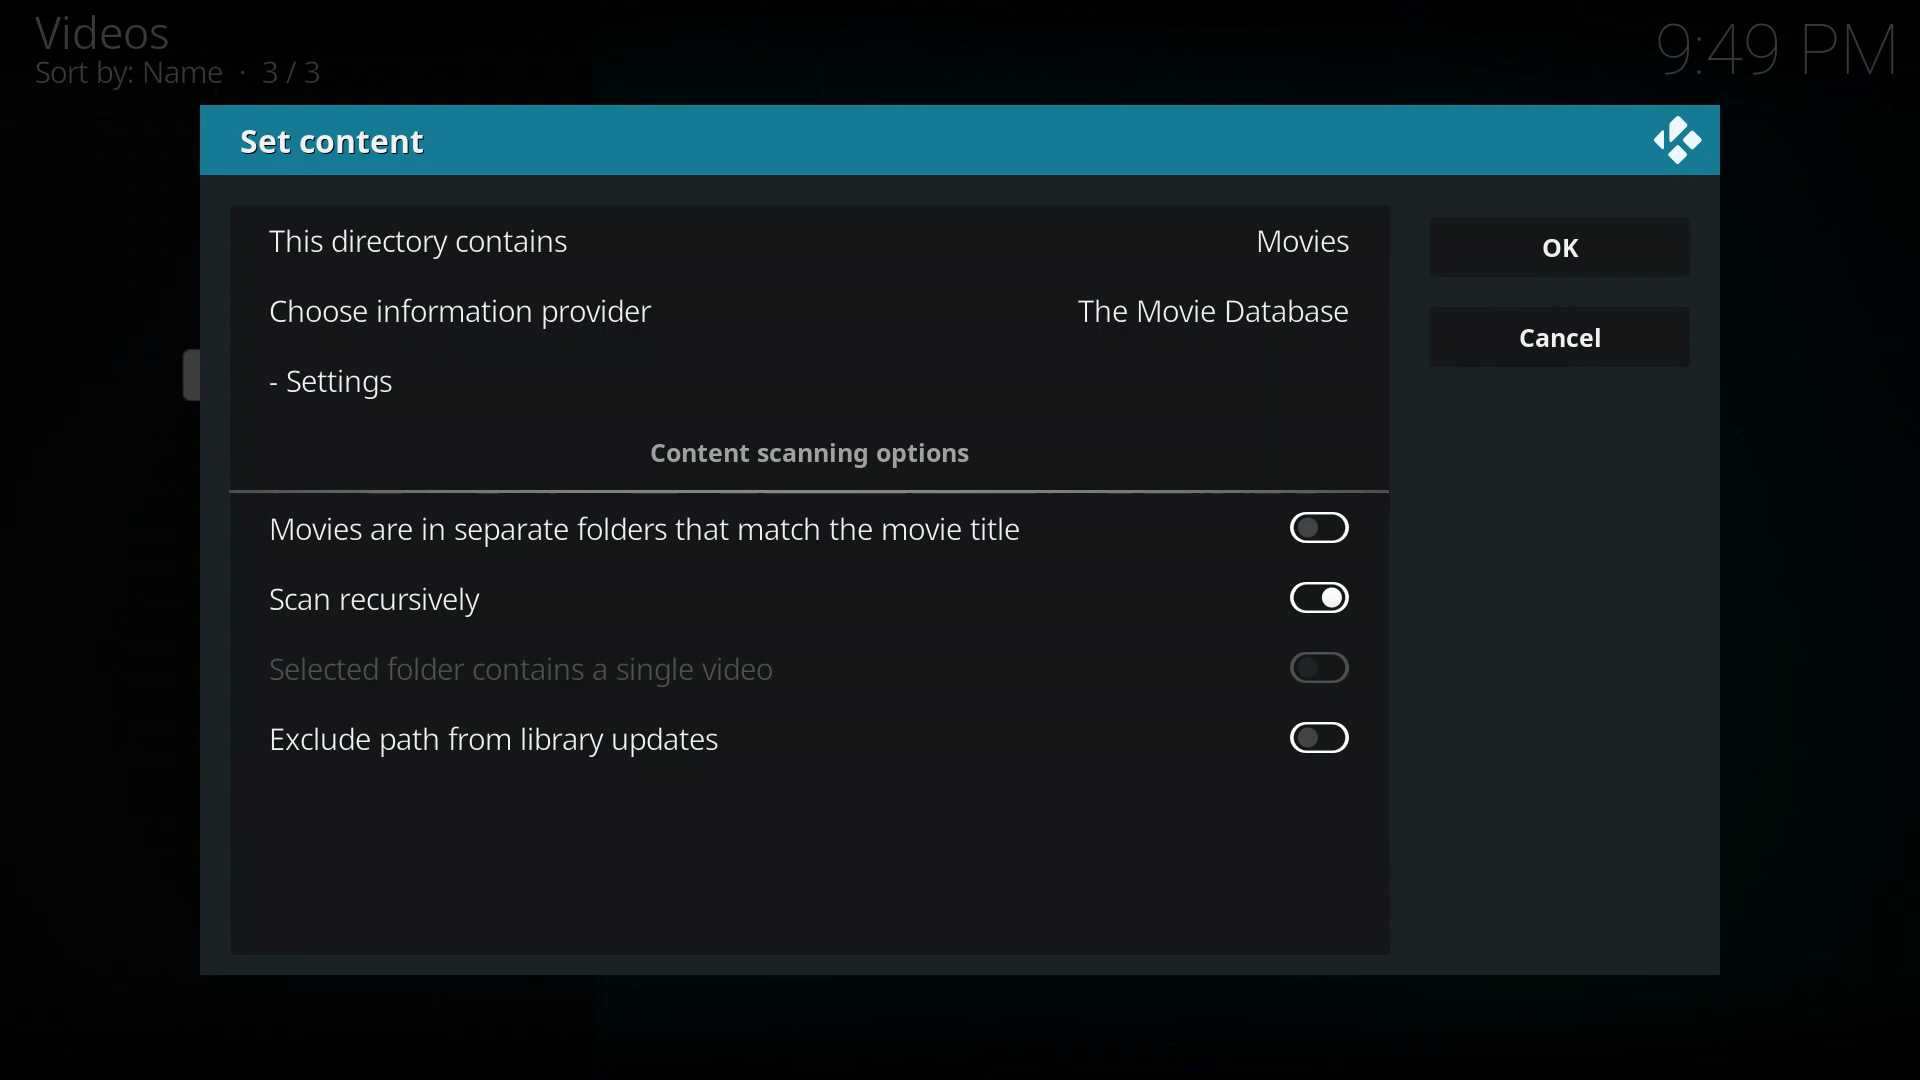 Videos
Sort by: Name · 3 / 3
9:49 PM
Set content
This directory contains Movies
Choose information provider The Movie Database
- Settings
Content scanning options
Movies are in separate folders that match the movie title
Scan recursively
Selected folder contains a single video
Exclude path from library updates
OK
Cancel